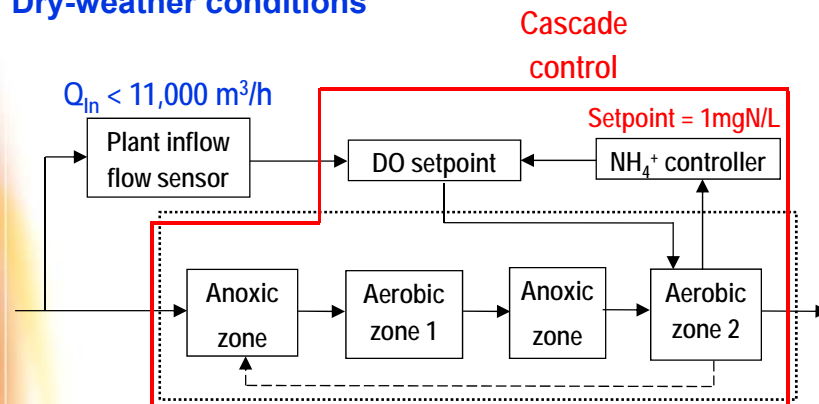 Dry-weather conditions
Cascade
control
Q_In < 11,000 m³/h
Setpoint = 1mgN/L
Plant inflow
flow sensor
DO setpoint
NH₄⁺ controller
Anoxic
zone
Aerobic
zone 1
Anoxic
zone
Aerobic
zone 2